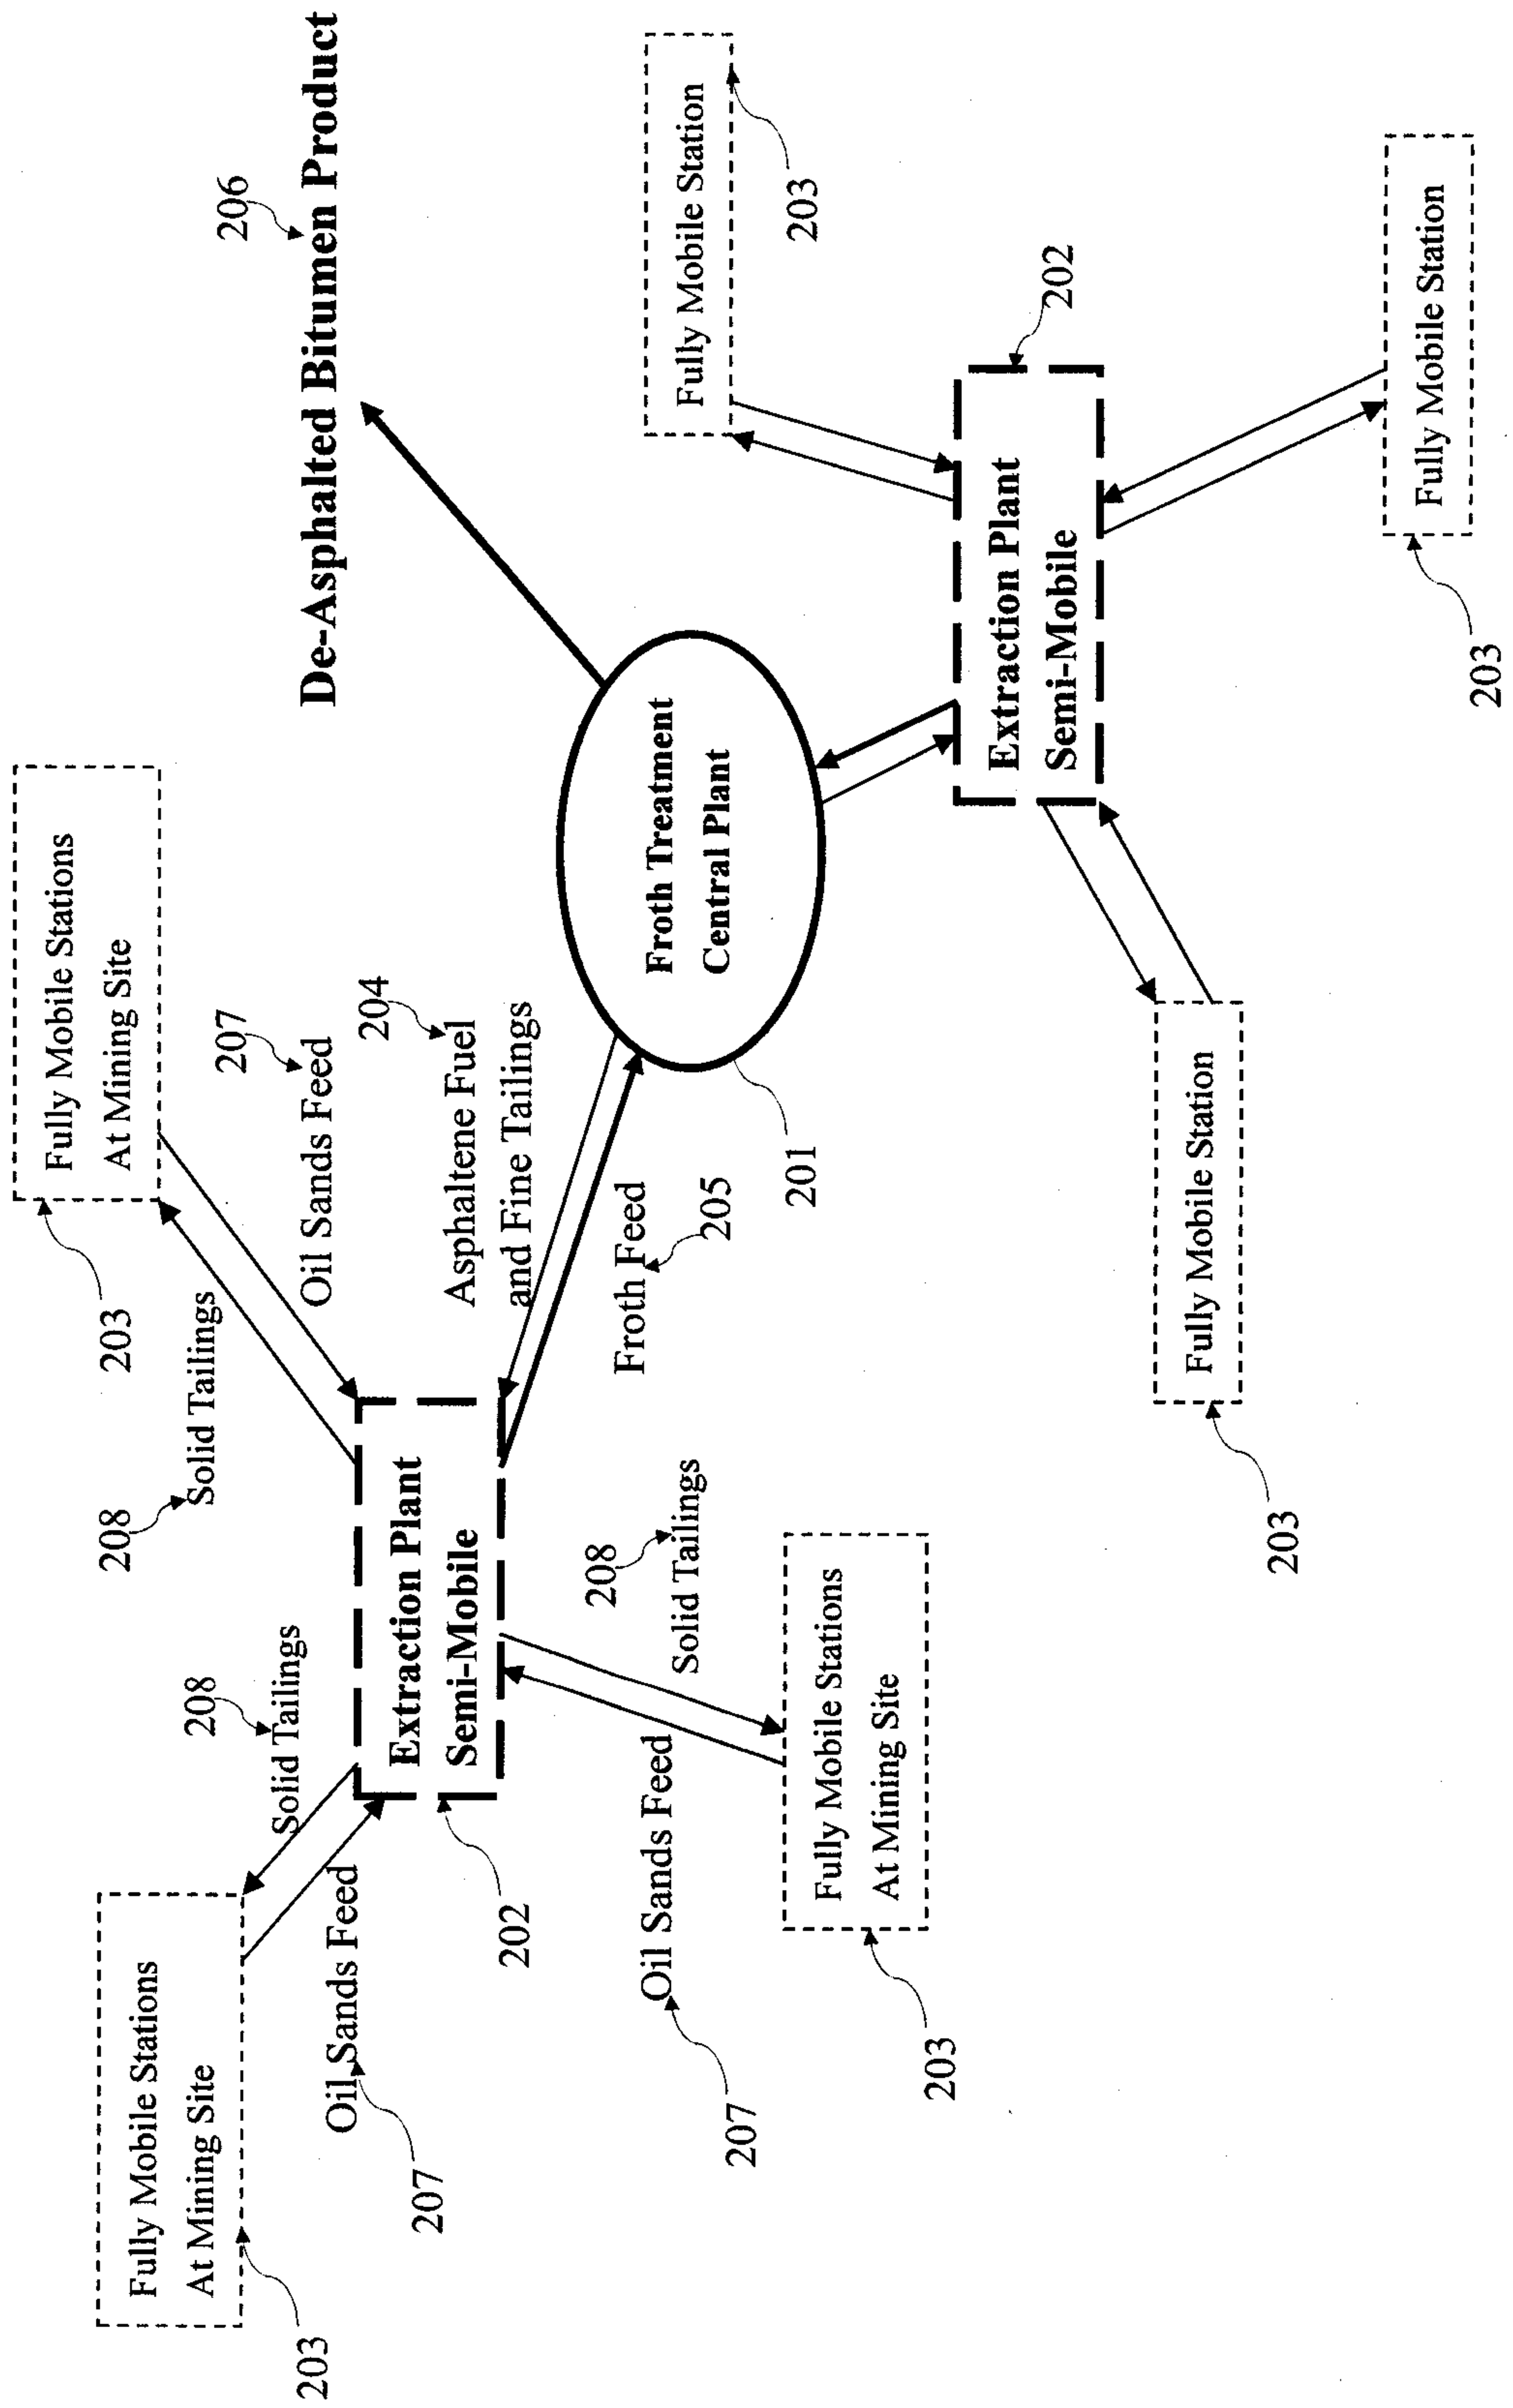 De-Asphalted Bitumen Product
206
Fully Mobile Stations
At Mining Site
203
Solid Tailings
208
Oil Sands Feed
207
Fully Mobile Stations
At Mining Site
203
Solid Tailings
208
Oil Sands Feed
207
Extraction Plant
Semi-Mobile
202
Asphaltene Fuel
and Fine Tailings
204
Froth Feed
205
Froth Treatment
Central Plant
201
Solid Tailings
208
Oil Sands Feed
207
Fully Mobile Stations
At Mining Site
203
Fully Mobile Station
203
Extraction Plant
Semi-Mobile
202
Fully Mobile Station
203
Fully Mobile Station
203